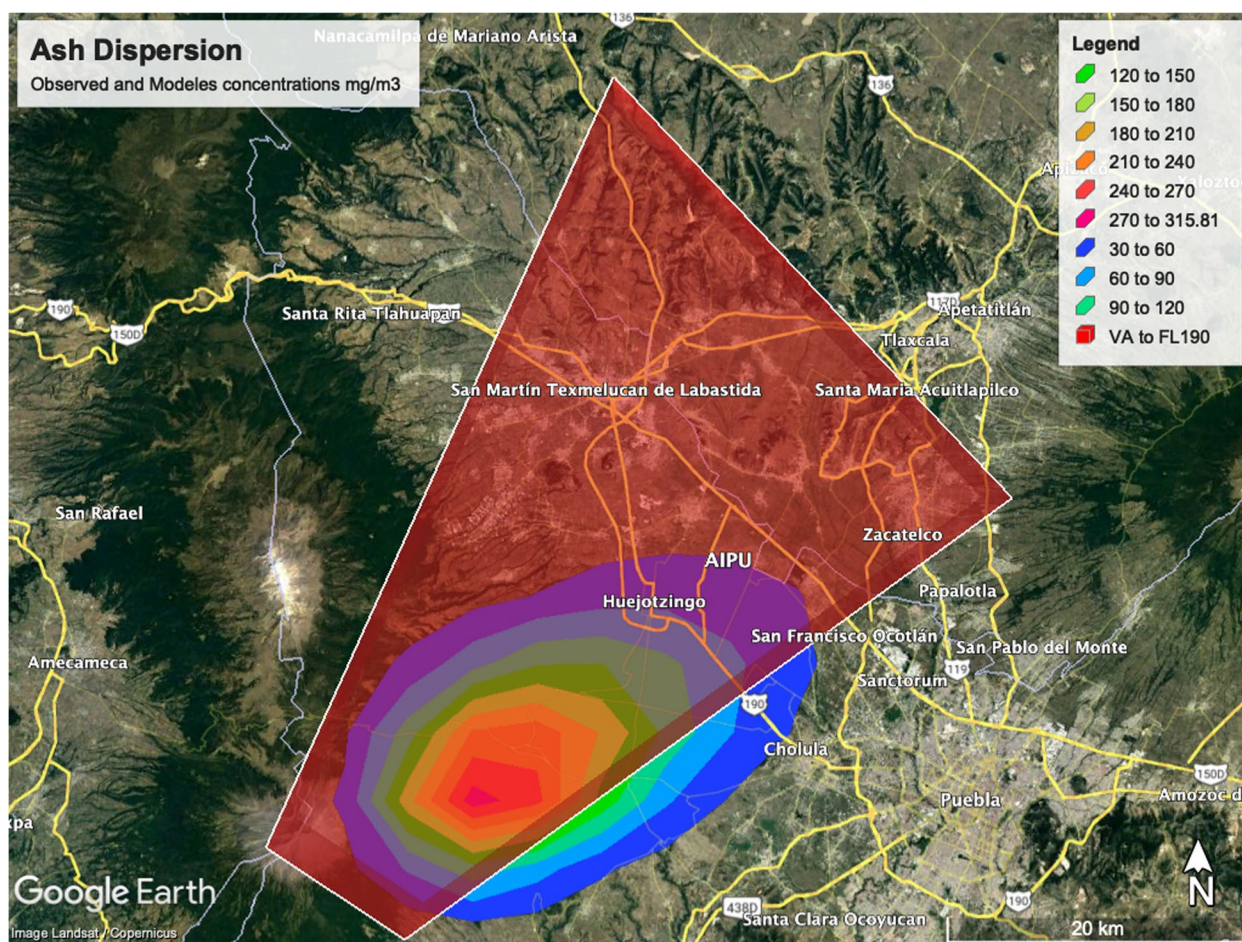 Ash Dispersion
Observed and Modeles concentrations mg/m3
Nanacamilpa de Mariano Arista
136
136
Legend
120 to 150
150 to 180
180 to 210
210 to 240
240 to 270
270 to 315.81
30 to 60
60 to 90
90 to 120
VA to FL190
190
150D
Santa Rita Tlahuapan
Apetatitlán
Tlaxcala
San Martín Texmelucan de Labastida
Santa Maria Acuitlapilco
San Rafael
Zacatelco
AIPU
Huejotzingo
Papalotla
San Francisco Ocotlán
San Pablo del Monte
Amecameca
119
Sanctorum
190
Cholula
150D
Puebla
Amozoc d
xpa
Google Earth
N
190
438D
Santa Clara Ocoyucan
20 km
Image Landsat / Copernicus